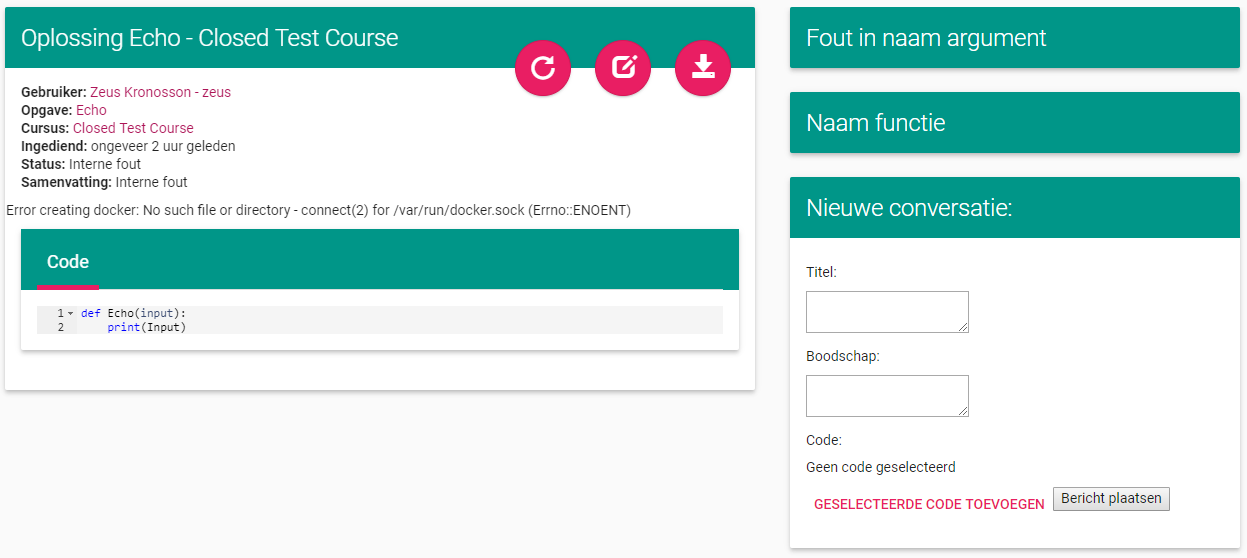 Oplossing Echo - Closed Test Course
Gebruiker: Zeus Kronosson - zeus
Opgave: Echo
Cursus: Closed Test Course
Ingediend: ongeveer 2 uur geleden
Status: Interne fout
Samenvatting: Interne fout
Error creating docker: No such file or directory - connect(2) for /var/run/docker.sock (Errno::ENOENT)
Code
1 def Echo(input):
2     print(Input)
Fout in naam argument
Naam functie
Nieuwe conversatie:
Titel:
Boodschap:
Code:
Geen code geselecteerd
GESELECTEERDE CODE TOEVOEGEN Bericht plaatsen